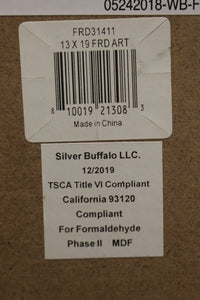 05242018-WB-F
FRD31411
13 X 19 FRD ART
8 10019 21308 3
Made in China
Silver Buffalo LLC.
12/2019
TSCA Title VI Compliant
California 93120
Compliant
For Formaldehyde
Phase II MDF